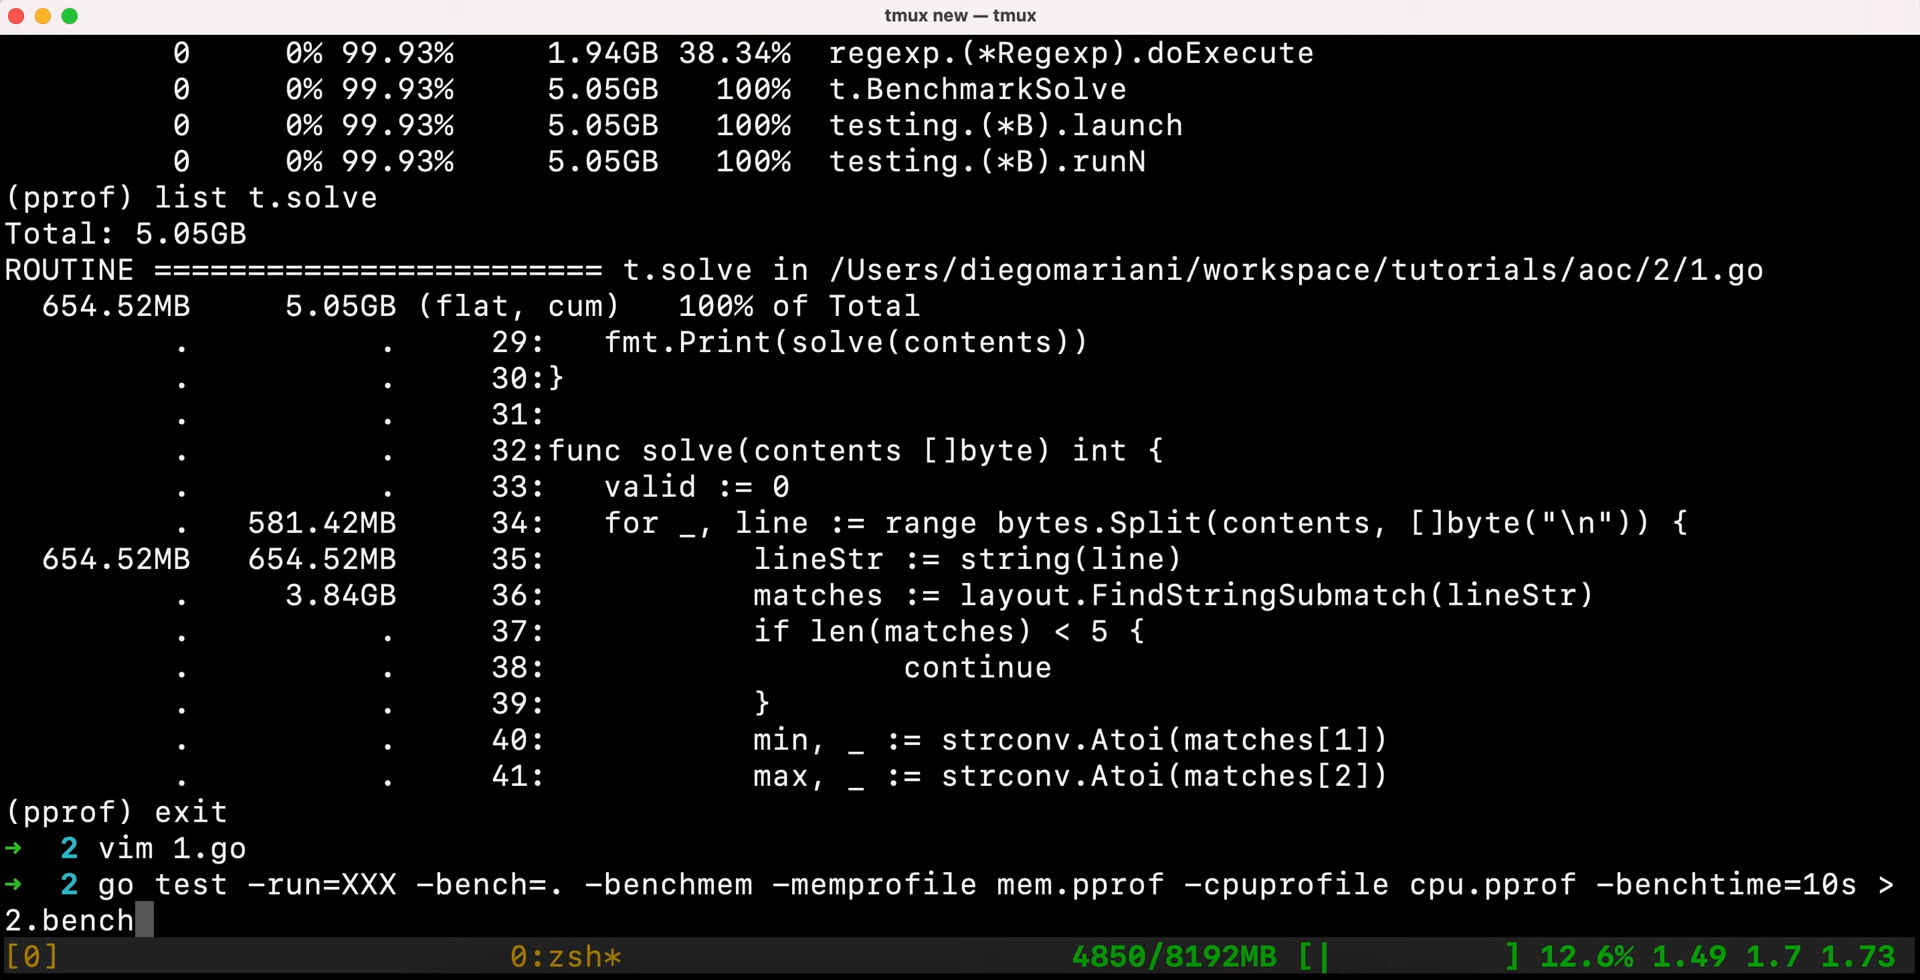 tmux new — tmux
0 0% 99.93% 1.94GB 38.34% regexp.(*Regexp).doExecute
0 0% 99.93% 5.05GB 100% t.BenchmarkSolve
0 0% 99.93% 5.05GB 100% testing.(*B).launch
0 0% 99.93% 5.05GB 100% testing.(*B).runN
(pprof) list t.solve
Total: 5.05GB
ROUTINE ======================== t.solve in /Users/diegomariani/workspace/tutorials/aoc/2/1.go
654.52MB 5.05GB (flat, cum) 100% of Total
. . 29: fmt.Print(solve(contents))
. . 30:}
. . 31:
. . 32:func solve(contents []byte) int {
. . 33: valid := 0
. 581.42MB 34: for _, line := range bytes.Split(contents, []byte("\n")) {
654.52MB 654.52MB 35: lineStr := string(line)
. 3.84GB 36: matches := layout.FindStringSubmatch(lineStr)
. . 37: if len(matches) < 5 {
. . 38: continue
. . 39: }
. . 40: min, _ := strconv.Atoi(matches[1])
. . 41: max, _ := strconv.Atoi(matches[2])
(pprof) exit
→ 2 vim 1.go
→ 2 go test -run=XXX -bench=. -benchmem -memprofile mem.pprof -cpuprofile cpu.pprof -benchtime=10s >
2.bench
[0] 0:zsh* 4850/8192MB [| ] 12.6% 1.49 1.7 1.73